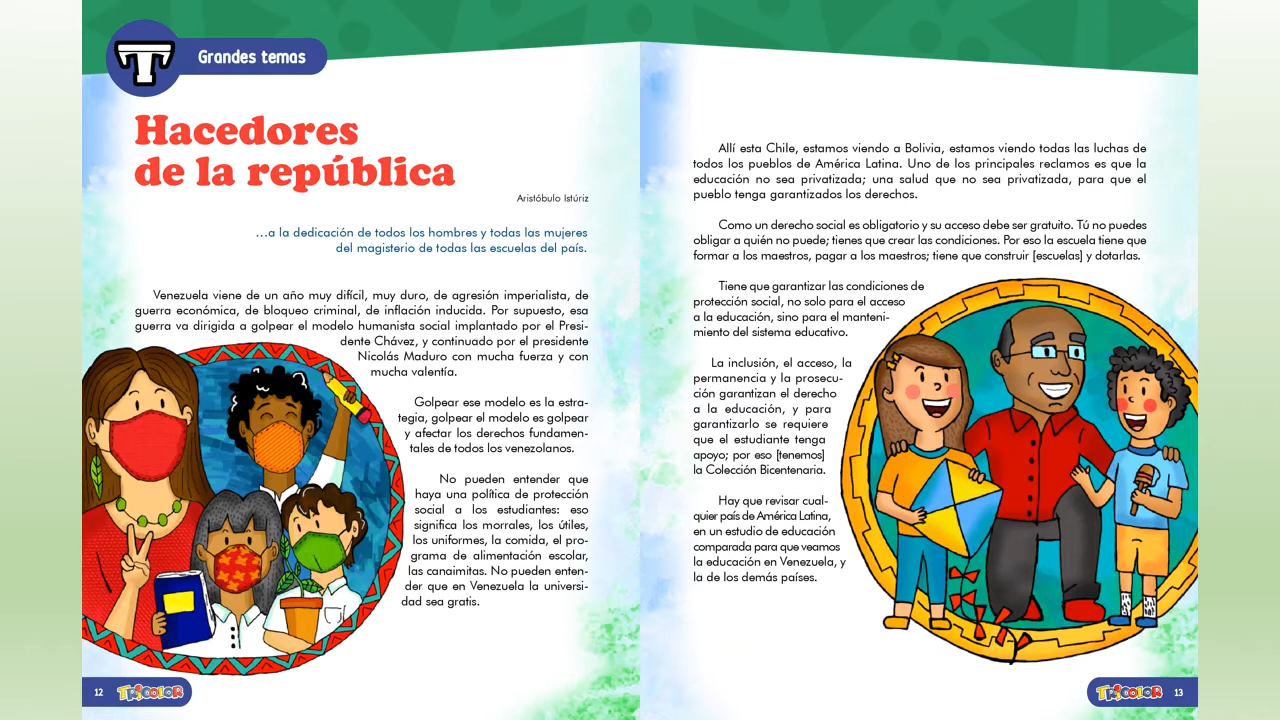 T
Grandes temas
Hacedores
de la república
Aristóbulo Istúriz
...a la dedicación de todos los hombres y todas las mujeres
del magisterio de todas las escuelas del país.
Venezuela viene de un año muy difícil, muy duro, de agresión imperialista, de
guerra económica, de bloqueo criminal, de inflación inducida. Por supuesto, esa
guerra va dirigida a golpear el modelo humanista social implantado por el Presi-
dente Chávez, y continuado por el presidente
Nicolás Maduro con mucha fuerza y con
mucha valentía.
Golpear ese modelo es la estra-
tegia, golpear el modelo es golpear
y afectar los derechos fundamen-
tales de todos los venezolanos.
No pueden entender que
haya una política de protección
social a los estudiantes: eso
significa los morrales, los útiles,
los uniformes, la comida, el pro-
grama de alimentación escolar,
las canaimitas. No pueden enten-
der que en Venezuela la universi-
dad sea gratis.
12 TRICOLOR
Allí esta Chile, estamos viendo a Bolivia, estamos viendo todas las luchas de
todos los pueblos de América Latina. Uno de los principales reclamos es que la
educación no sea privatizada; una salud que no sea privatizada, para que el
pueblo tenga garantizados los derechos.
Como un derecho social es obligatorio y su acceso debe ser gratuito. Tú no puedes
obligar a quién no puede; tienes que crear las condiciones. Por eso la escuela tiene que
formar a los maestros, pagar a los maestros; tiene que construir [escuelas] y dotarlas.
Tiene que garantizar las condiciones de
protección social, no solo para el acceso
a la educación, sino para el manteni-
miento del sistema educativo.
La inclusión, el acceso, la
permanencia y la prosecu-
ción garantizan el derecho
a la educación, y para
garantizarlo se requiere
que el estudiante tenga
apoyo; por eso [tenemos]
la Colección Bicentenaria.
Hay que revisar cual-
quier país de América Latina,
en un estudio de educación
comparada para que veamos
la educación en Venezuela, y
la de los demás países.
TRICOLOR 13